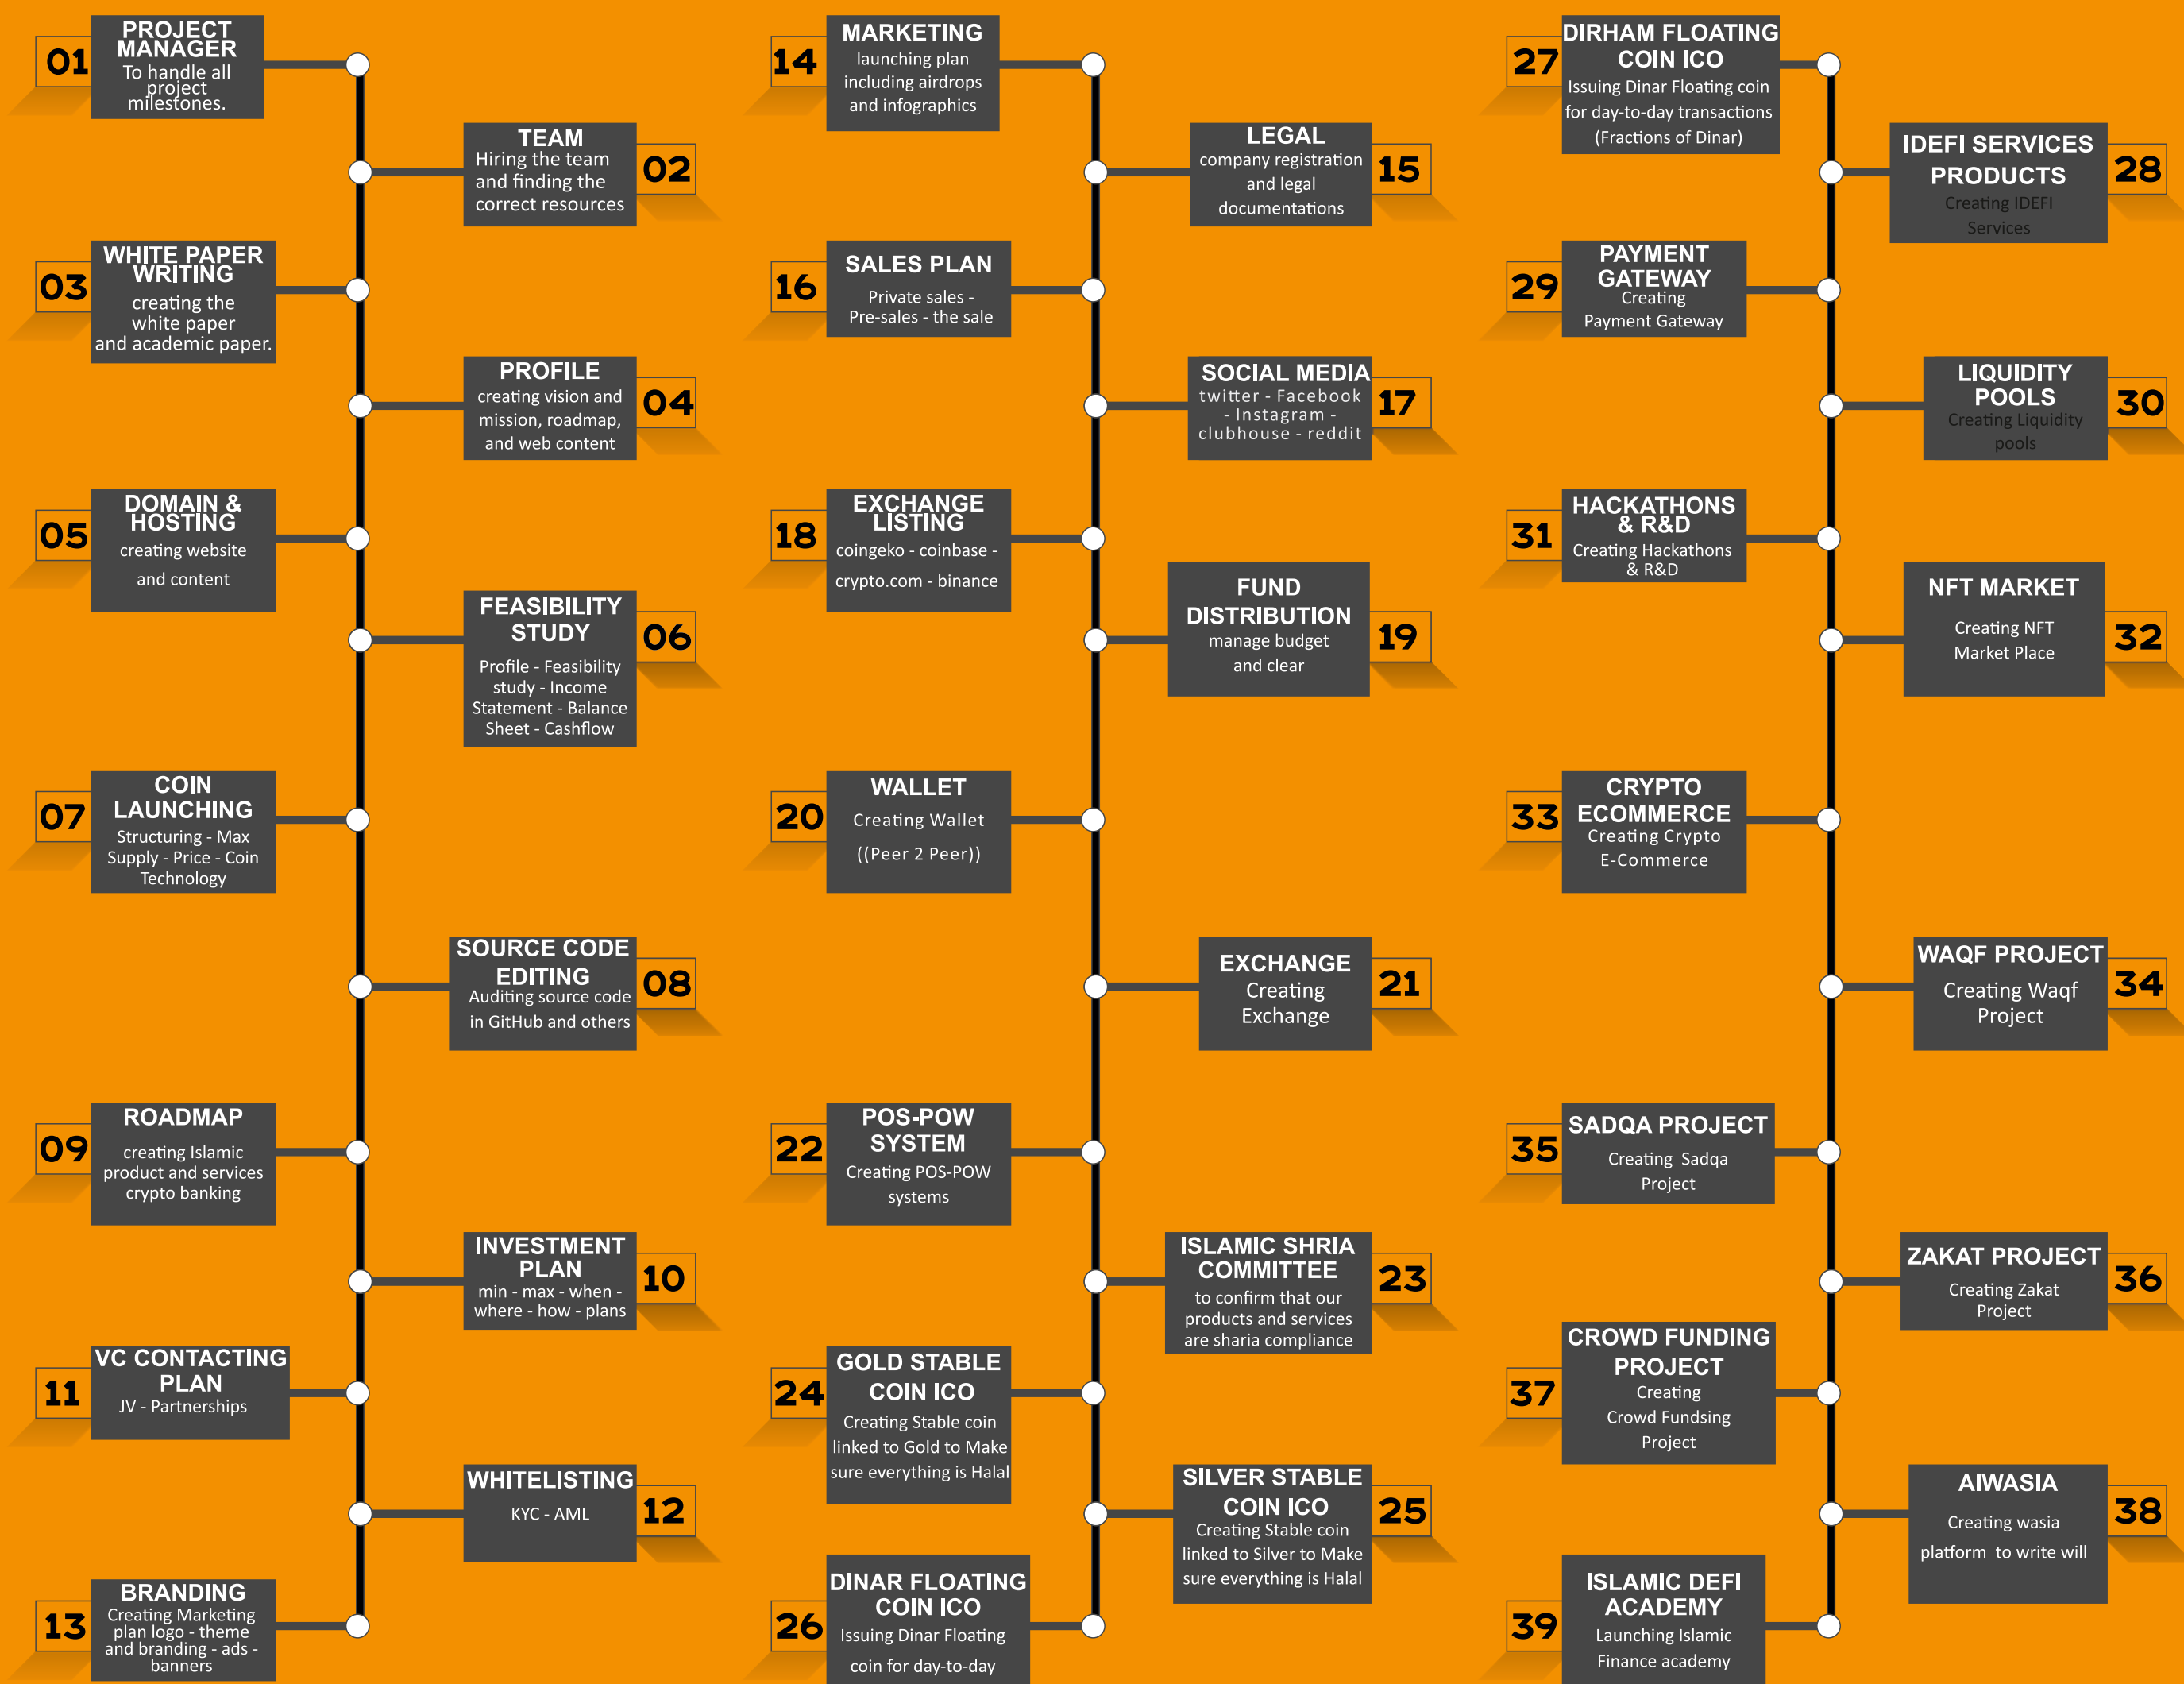 01
PROJECT
MANAGER
To handle all
project
milestones.
TEAM
Hiring the team
and finding the
correct resources
02
03
WHITE PAPER
WRITING
creating the
white paper
and academic paper.
PROFILE
creating vision and
mission, roadmap,
and web content
04
05
DOMAIN &
HOSTING
creating website
and content
FEASIBILITY
STUDY
Profile - Feasibility
study - Income
Statement - Balance
Sheet - Cashflow
06
07
COIN
LAUNCHING
Structuring - Max
Supply - Price - Coin
Technology
SOURCE CODE
EDITING
Auditing source code
in GitHub and others
08
09
ROADMAP
creating Islamic
product and services
crypto banking
INVESTMENT
PLAN
min - max - when -
where - how - plans
10
11
VC CONTACTING
PLAN
JV - Partnerships
WHITELISTING
KYC - AML
12
13
BRANDING
Creating Marketing
plan logo - theme
and branding - ads -
banners
14
MARKETING
launching plan
including airdrops
and infographics
LEGAL
company registration
and legal
documentations
15
16
SALES PLAN
Private sales -
Pre-sales - the sale
SOCIAL MEDIA
twitter - Facebook
- Instagram -
clubhouse - reddit
17
18
EXCHANGE
LISTING
coingeko - coinbase -
crypto.com - binance
FUND
DISTRIBUTION
manage budget
and clear
19
20
WALLET
Creating Wallet
((Peer 2 Peer))
EXCHANGE
Creating
Exchange
21
22
POS-POW
SYSTEM
Creating POS-POW
systems
ISLAMIC SHRIA
COMMITTEE
to confirm that our
products and services
are sharia compliance
23
24
GOLD STABLE
COIN ICO
Creating Stable coin
linked to Gold to Make
sure everything is Halal
SILVER STABLE
COIN ICO
Creating Stable coin
linked to Silver to Make
sure everything is Halal
25
26
DINAR FLOATING
COIN ICO
Issuing Dinar Floating
coin for day-to-day
27
DIRHAM FLOATING
COIN ICO
Issuing Dinar Floating coin
for day-to-day transactions
(Fractions of Dinar)
IDEFI SERVICES
PRODUCTS
Creating IDEFI
Services
28
29
PAYMENT
GATEWAY
Creating
Payment Gateway
LIQUIDITY
POOLS
Creating Liquidity
pools
30
31
HACKATHONS
& R&D
Creating Hackathons
& R&D
NFT MARKET
Creating NFT
Market Place
32
33
CRYPTO
ECOMMERCE
Creating Crypto
E-Commerce
WAQF PROJECT
Creating Waqf
Project
34
35
SADQA PROJECT
Creating Sadqa
Project
ZAKAT PROJECT
Creating Zakat
Project
36
37
CROWD FUNDING
PROJECT
Creating
Crowd Fundsing
Project
AIWASIA
Creating wasia
platform to write will
38
39
ISLAMIC DEFI
ACADEMY
Launching Islamic
Finance academy